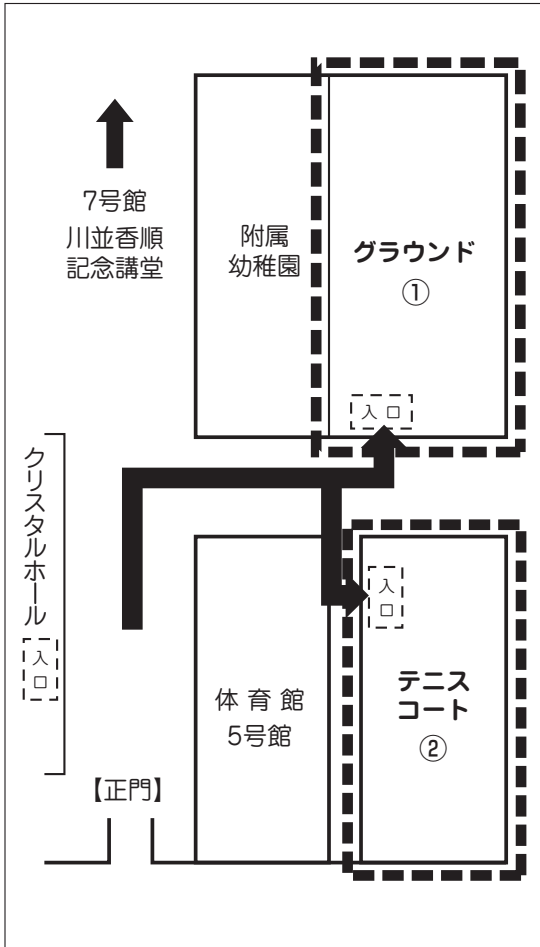 7号館
川並香順
記念講堂
附属
幼稚園
グラウンド
①
入口
クリスタルホール
入口
体育館
5号館
入口
テニス
コート
②
【正門】